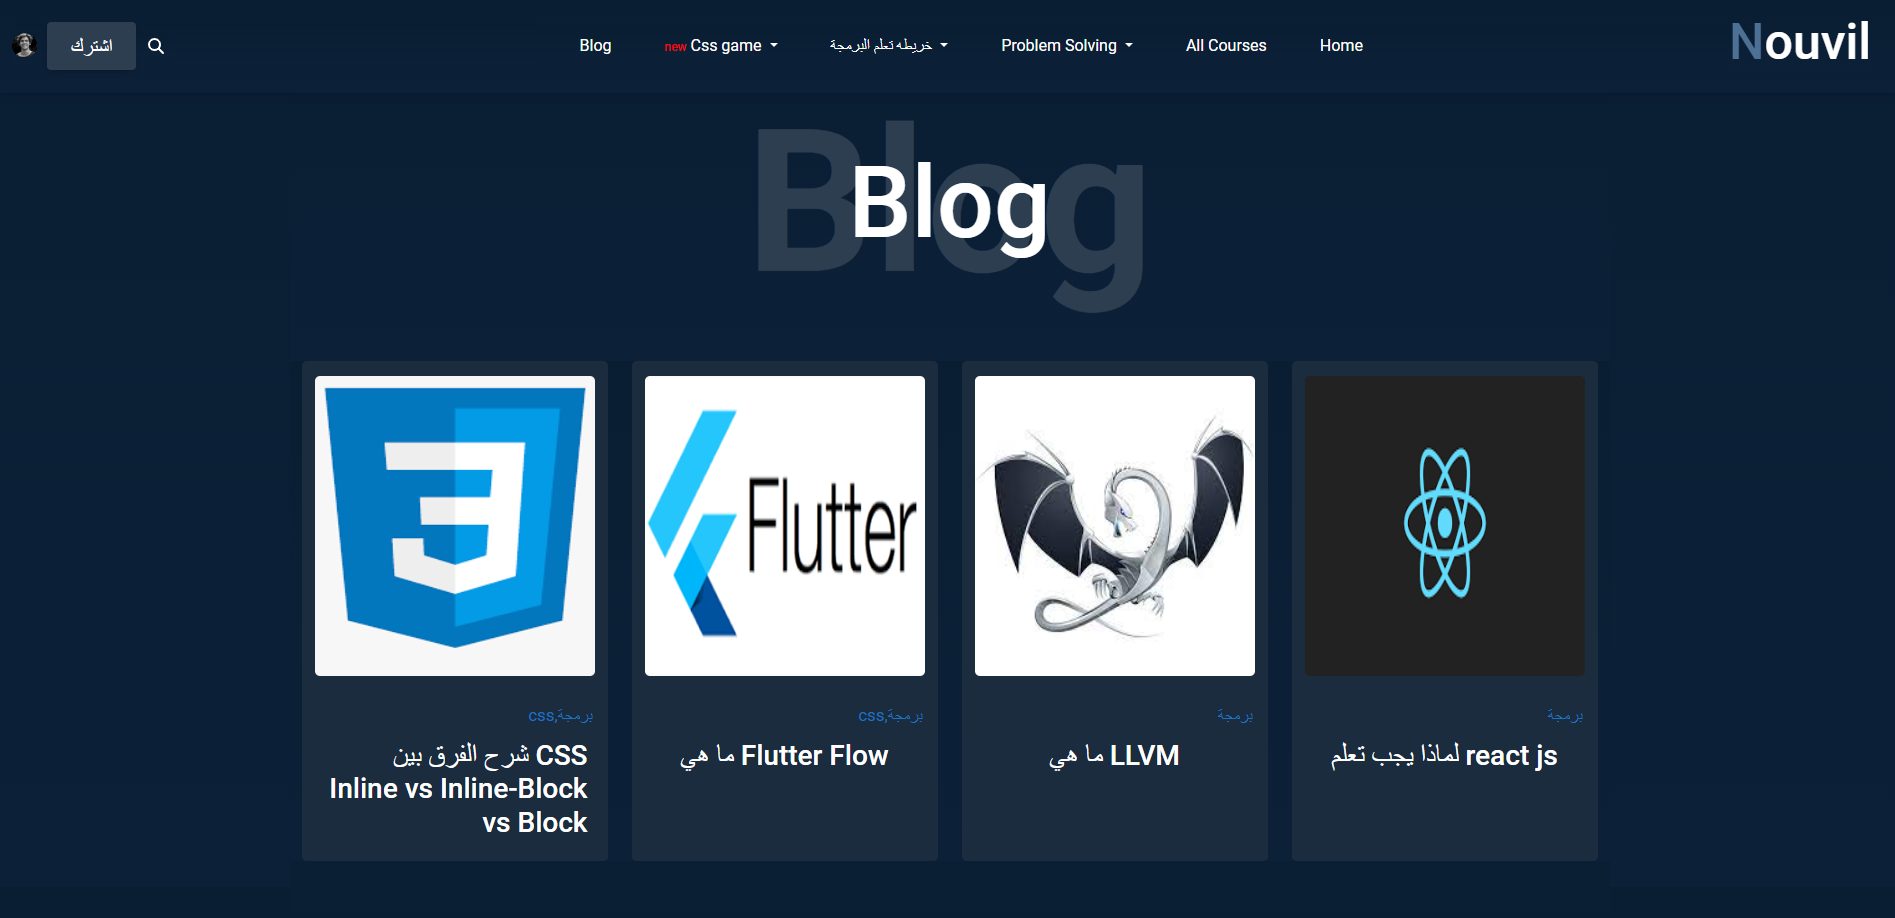 Nouvil
Home
All Courses
Problem Solving
خريطه تعلم البرمجة
Css game new
Blog
اشترك
Blog
Blog
برمجة
لماذا يجب تعلم react js
برمجة
ما هي LLVM
Flutter
برمجة,css
ما هي Flutter Flow
برمجة,css
شرح الفرق بين CSS
Inline vs Inline-Block
vs Block